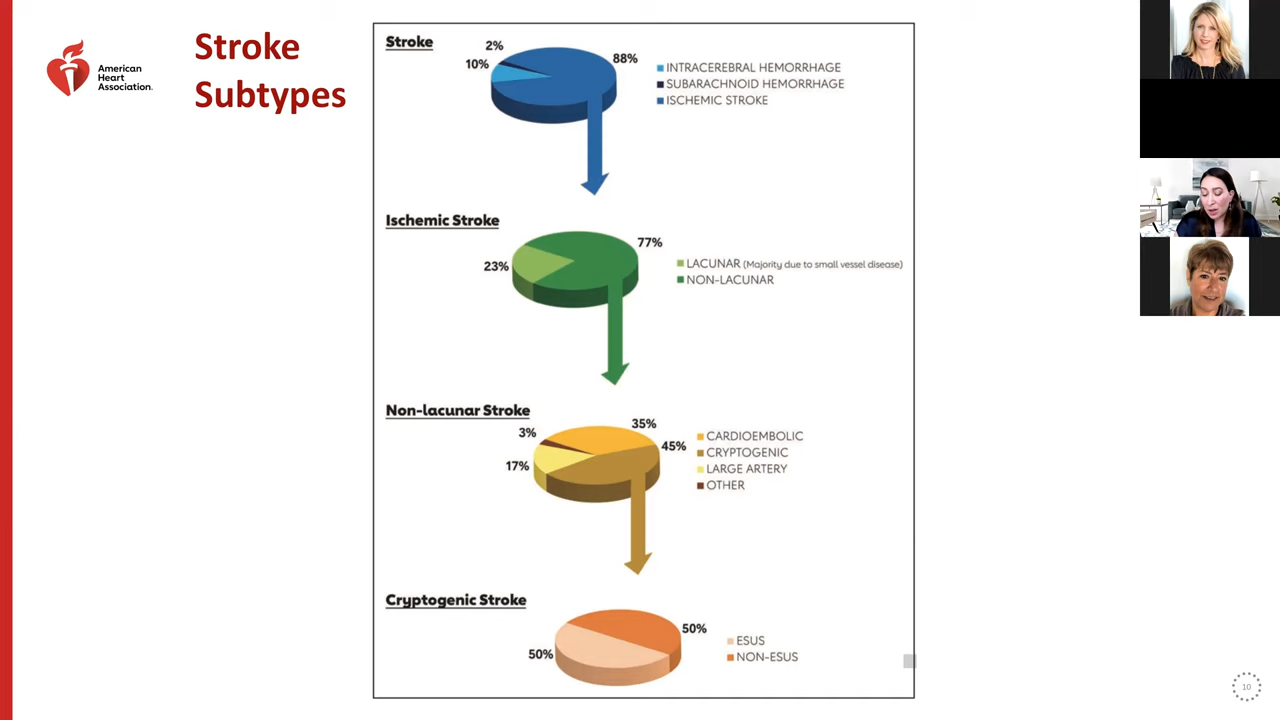 American
Heart
Association.
Stroke
Subtypes
Stroke
2%
10%
88%
INTRACEREBRAL HEMORRHAGE
SUBARACHNOID HEMORRHAGE
ISCHEMIC STROKE
Ischemic Stroke
77%
23%
LACUNAR (Majority due to small vessel disease)
NON-LACUNAR
Non-lacunar Stroke
35%
3%
45%
17%
CARDIOEMBOLIC
CRYPTOGENIC
LARGE ARTERY
OTHER
Cryptogenic Stroke
50%
50%
ESUS
NON-ESUS
10